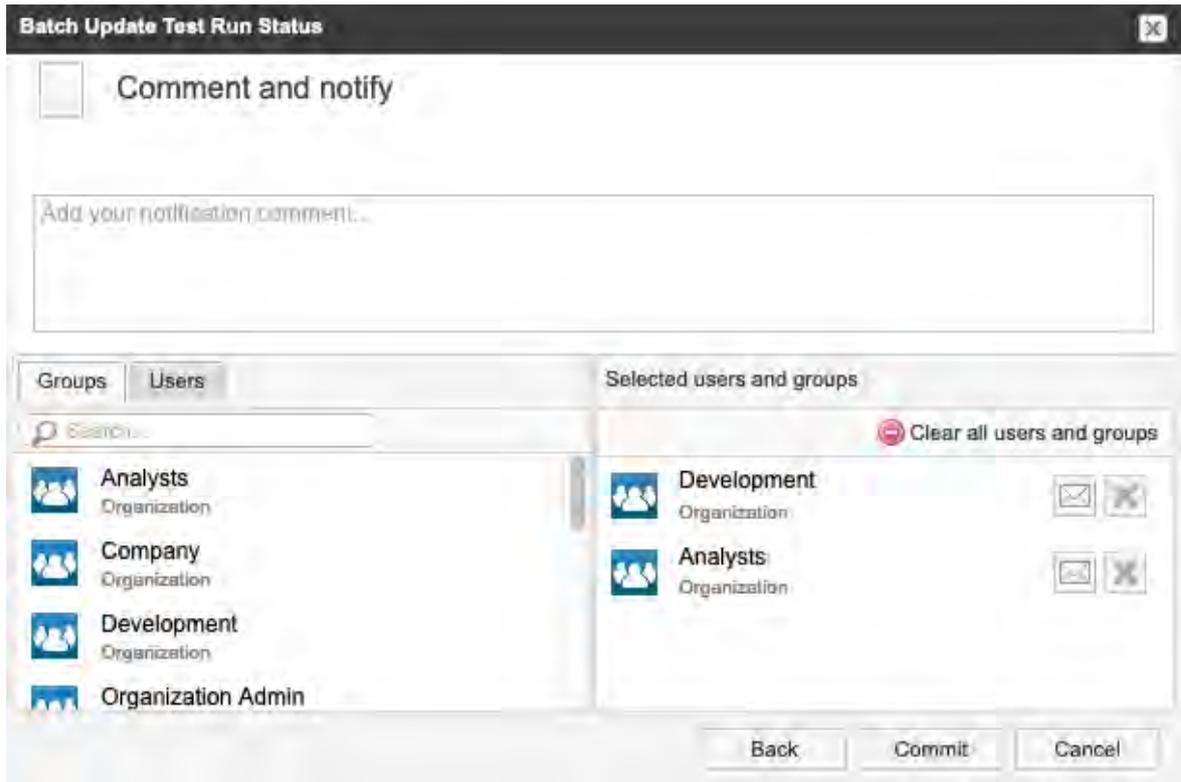 Batch Update Test Run Status
Comment and notify
Add your notification comment...
Groups Users
Search...
Analysts
Organization
Company
Organization
Development
Organization
Organization Admin
Selected users and groups
Clear all users and groups
Development
Organization
Analysts
Organization
Back Commit Cancel